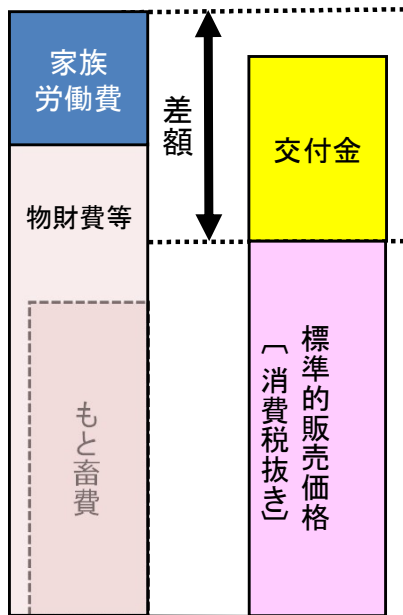 家族
労働費
物財費等
もと畜費
差額
交付金
標準的販売価格
〔消費税抜き〕